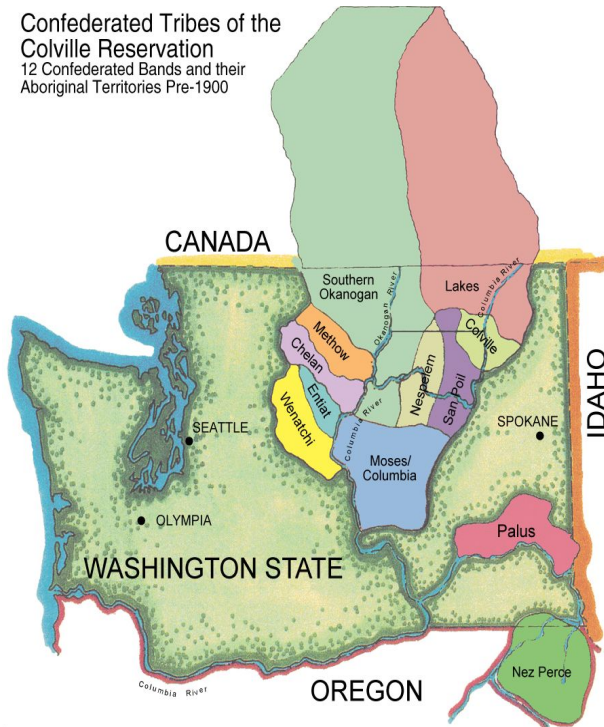 Confederated Tribes of the
Colville Reservation
12 Confederated Bands and their
Aboriginal Territories Pre-1900
CANADA
Southern
Okanogan
Okanogan River
Lakes
Columbia River
Methow
Chelan
Entiat
Wenatchi
Columbia River
Nespelem
San Poil
Colville
Moses/
Columbia
SEATTLE
SPOKANE
IDAHO
OLYMPIA
Palus
WASHINGTON STATE
Nez Perce
Columbia River
OREGON